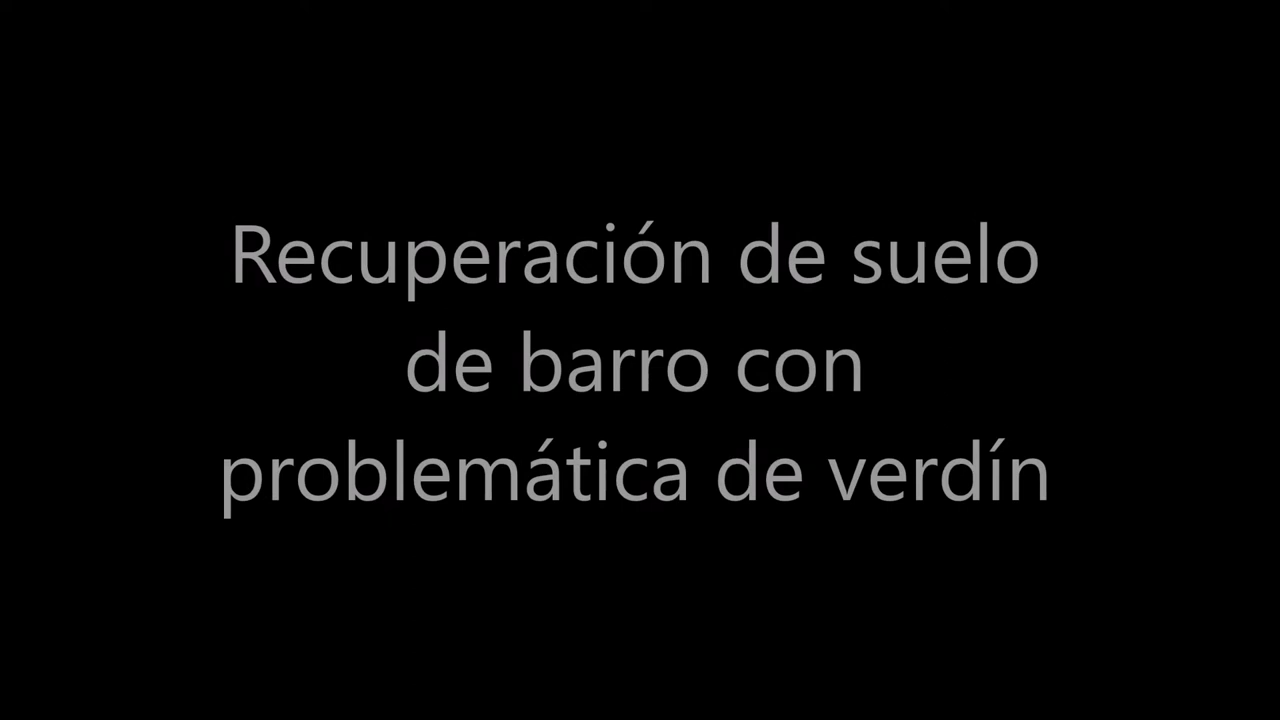 Recuperación de suelo
de barro con
problemática de verdín